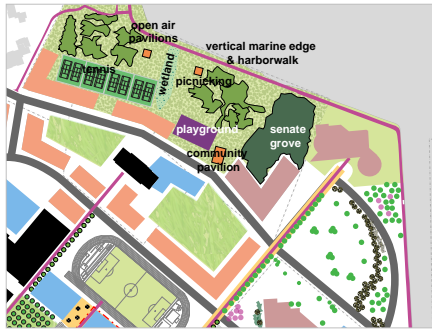 open air
pavilions
vertical marine edge
& harborwalk
tennis
wetland
picnicking
playground
senate
grove
community
pavilion